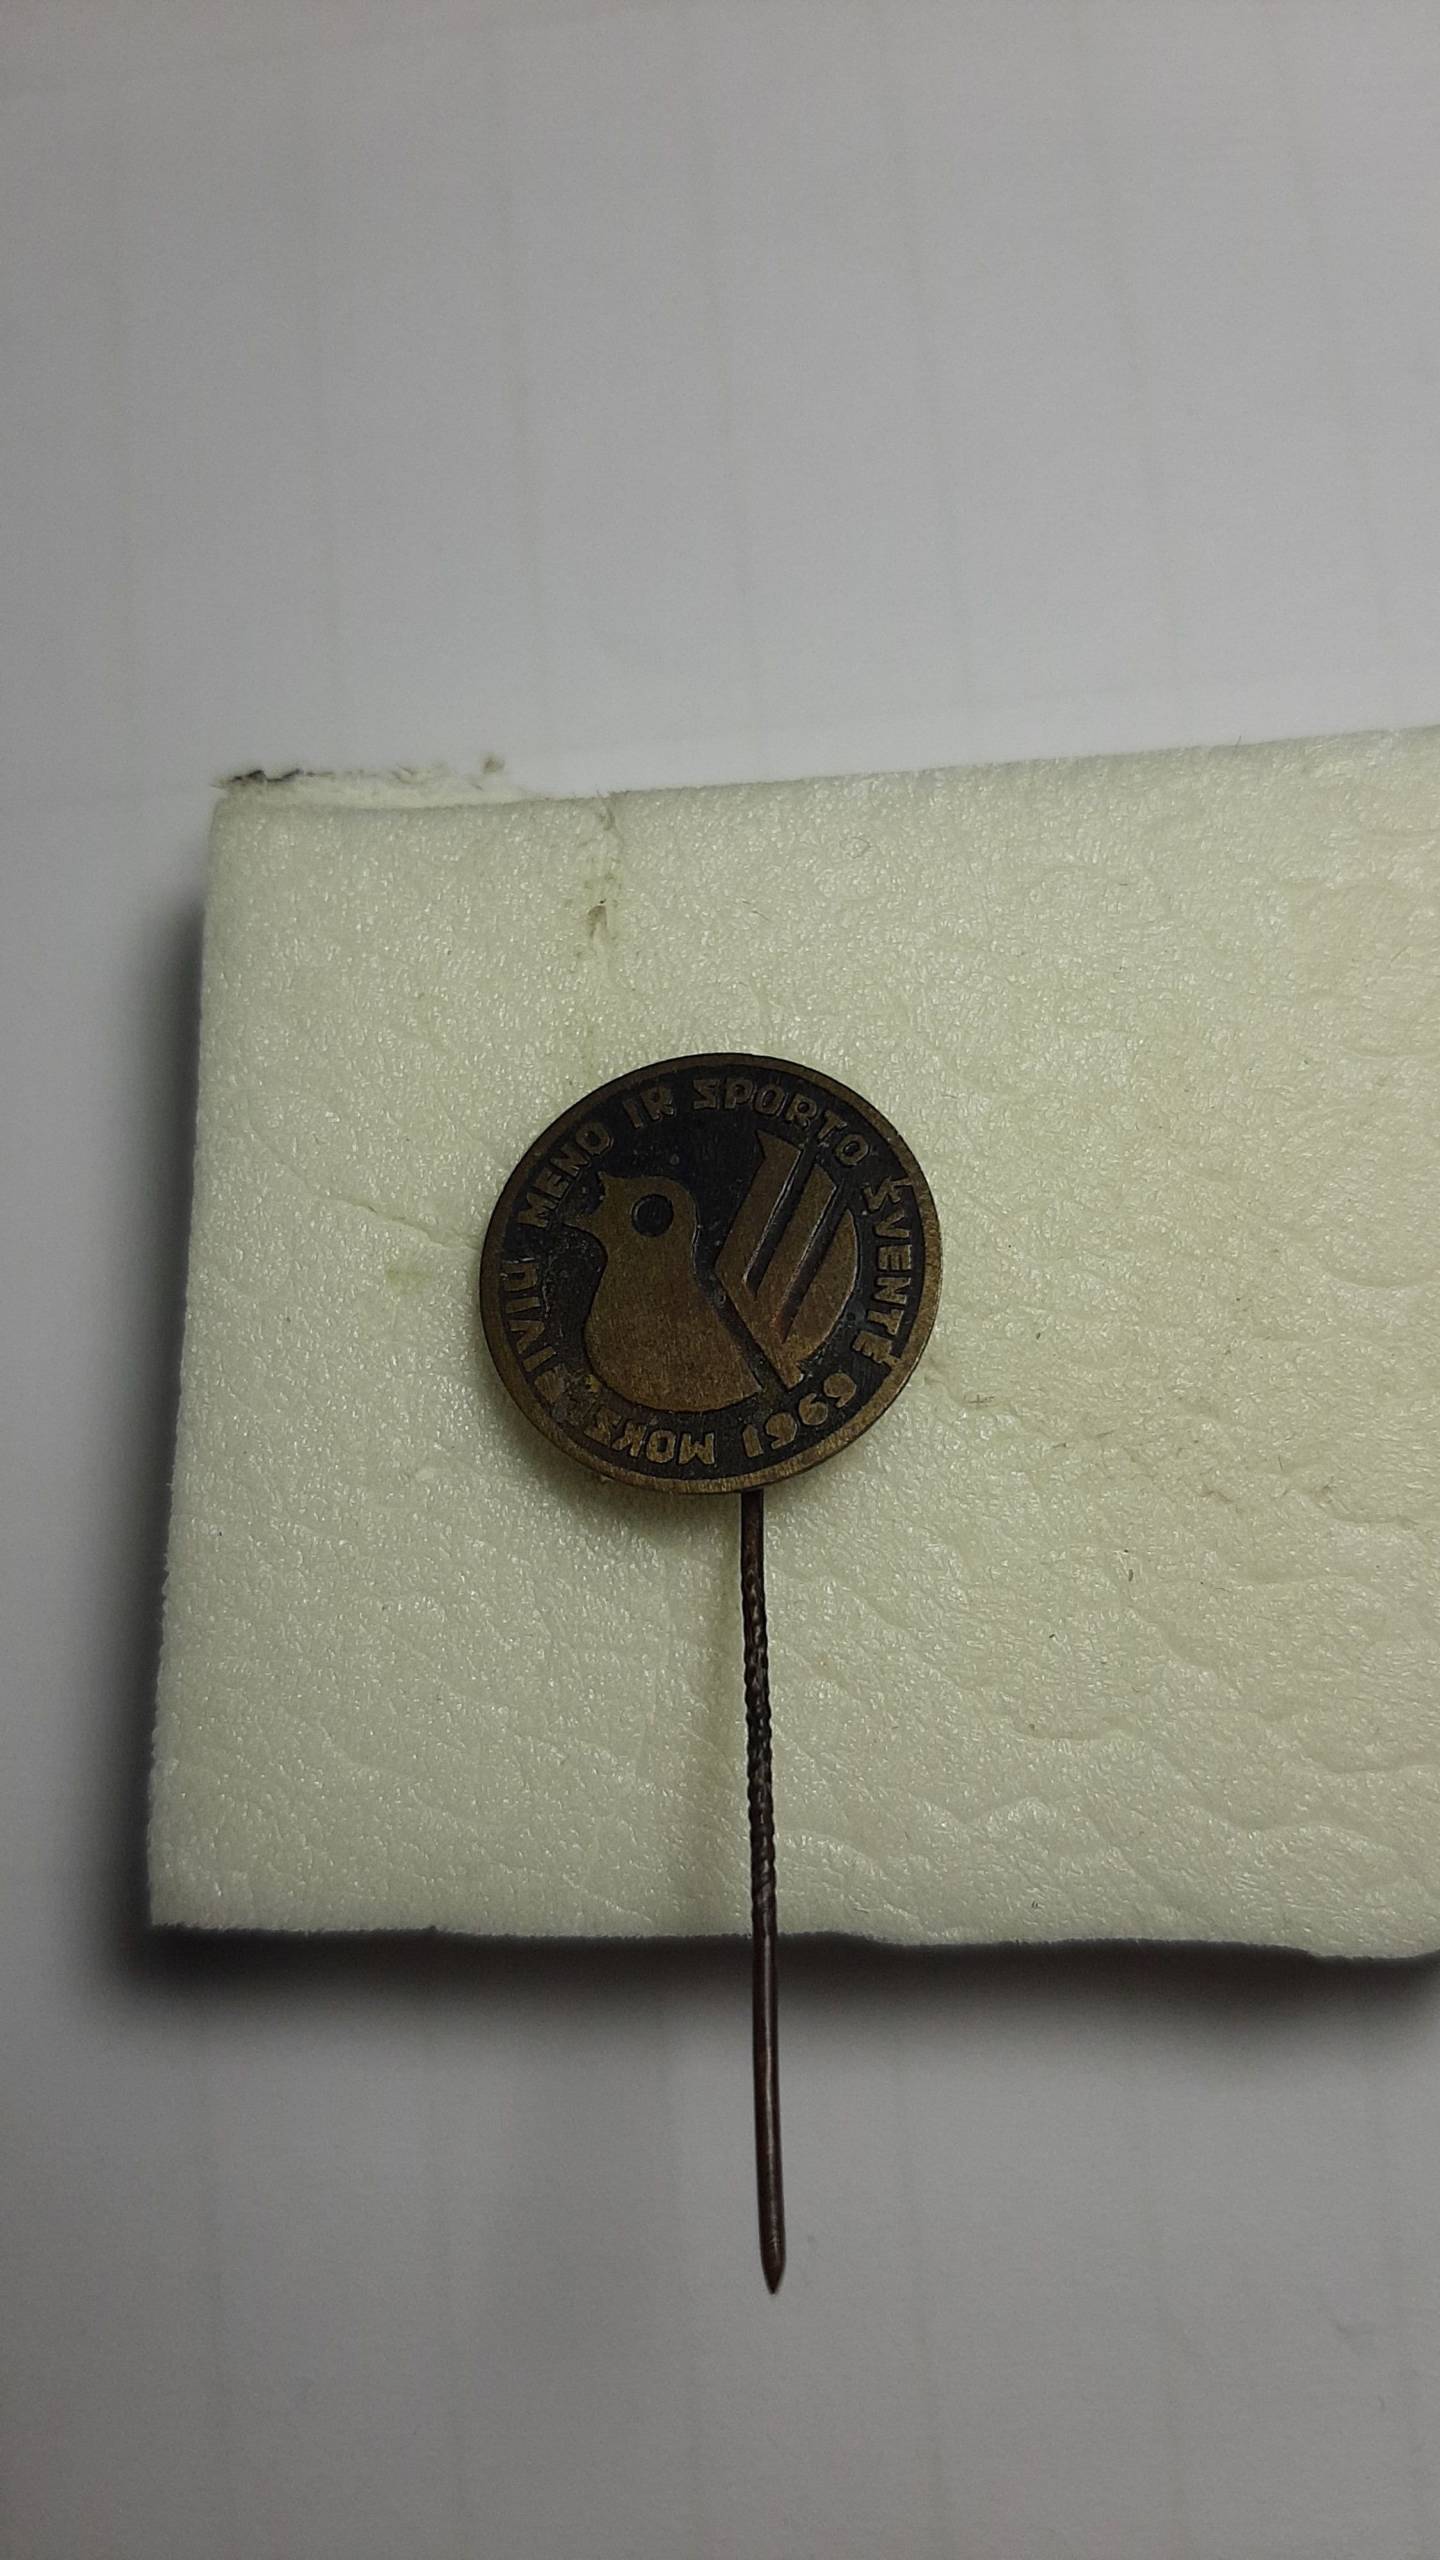 MOKSLEIVIŲ MENO IR SPORTO ŠVENTĖ 1969